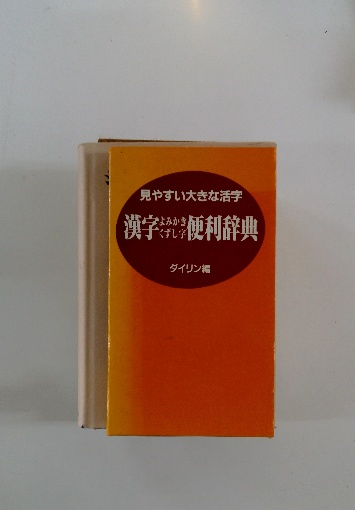 見やすい大きな活字
漢字よみかきくずし字便利辞典
ダイリン編